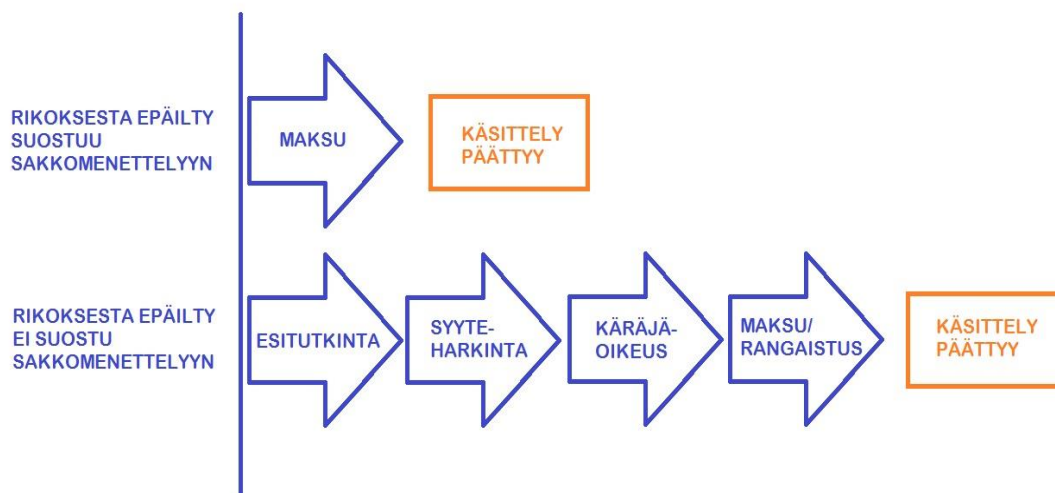 RIKOKSESTA EPÄILTY
SUOSTUU
SAKKOMENETTELYYN
MAKSU
KÄSITTELY
PÄÄTTYY
RIKOKSESTA EPÄILTY
EI SUOSTU
SAKKOMENETTELYYN
ESITUTKINTA
SYYTE-
HARKINTA
KÄRÄJÄ-
OIKEUS
MAKSU/
RANGAISTUS
KÄSITTELY
PÄÄTTYY